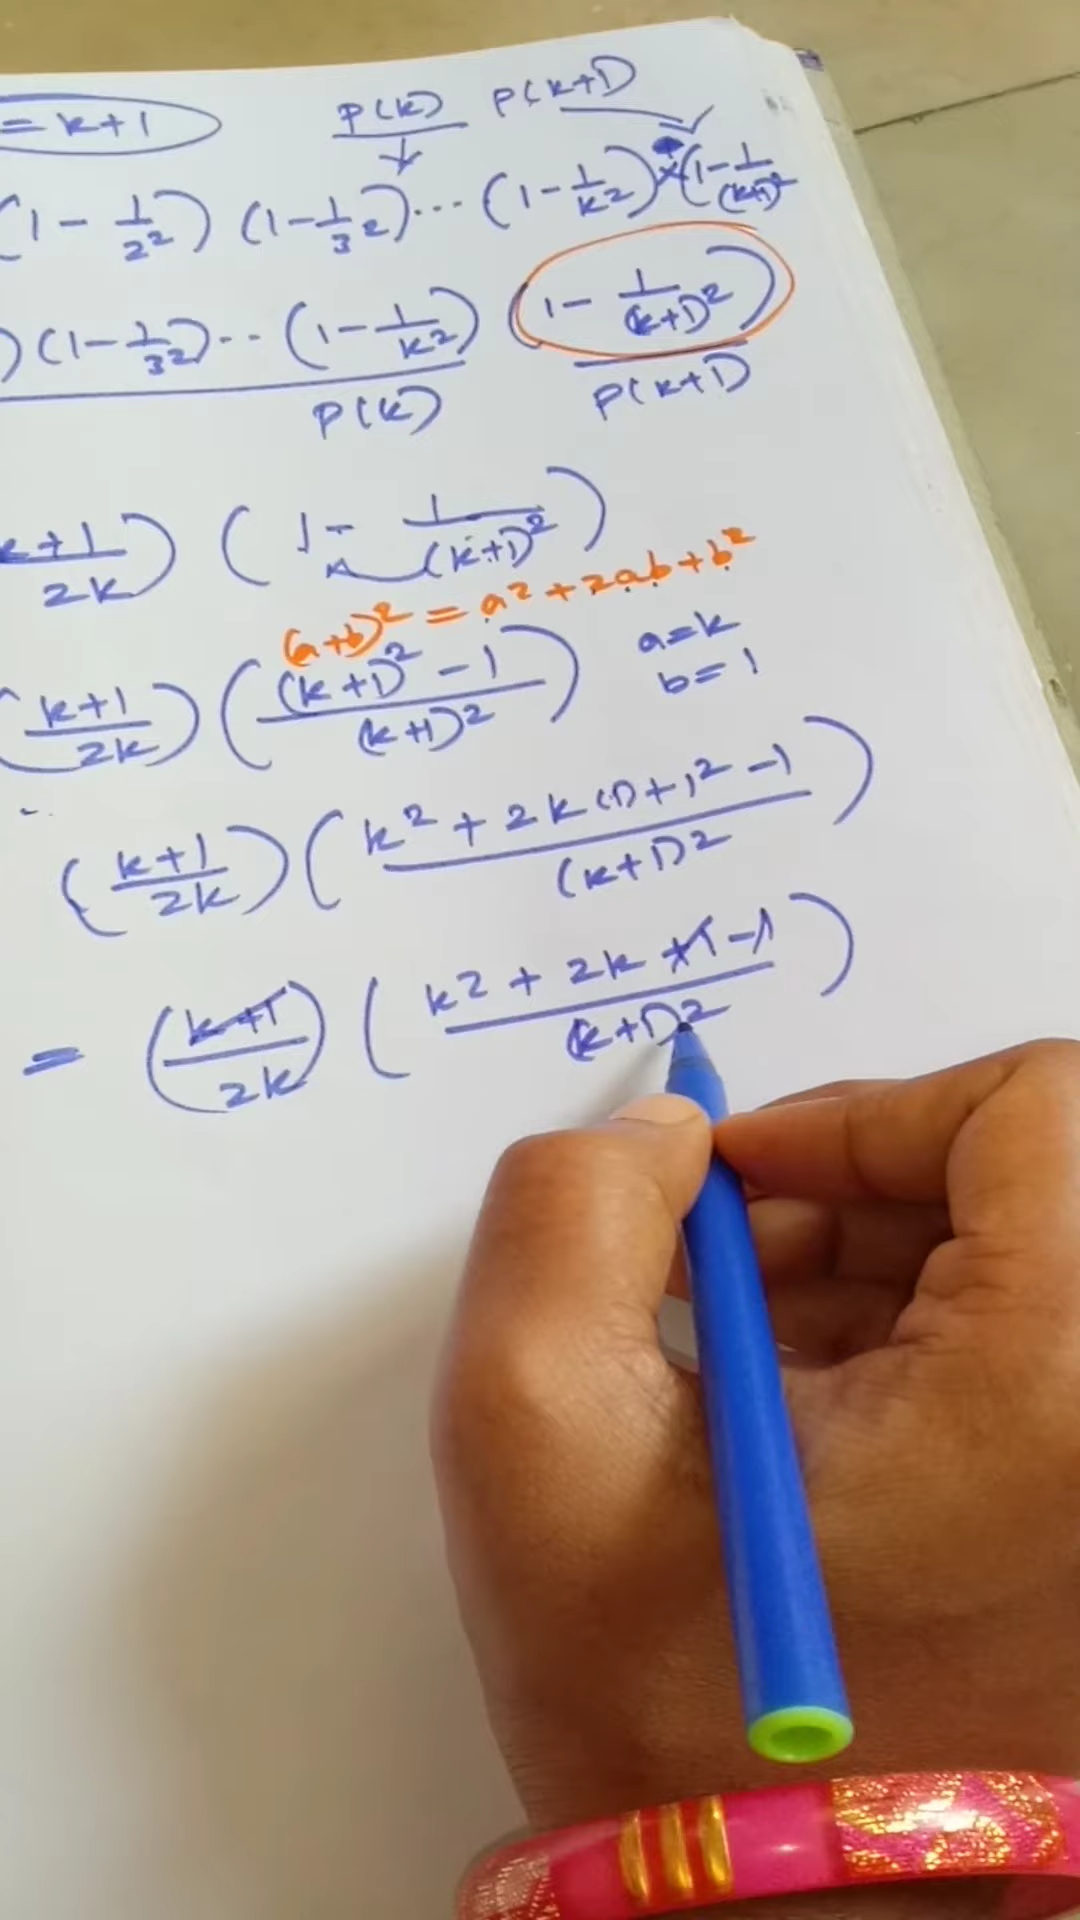 = k+1 P(k) P(k+1)
(1 - 1/2²) (1 - 1/3²) ... (1 - 1/k²) × (1 - 1/(k+1)²
) (1 - 1/3²) ... (1 - 1/k²) (1 - 1/(k+1)²)
P(k) P(k+1)
k+1/2k) (1 - 1/(k+1)²)
(a+b)² = a² + 2ab + b²
a = k
(k+1/2k) ((k+1)² - 1/(k+1)²)
b = 1
(k+1/2k) (k² + 2k(1) + 1² - 1/(k+1)²)
= (k+1/2k) (k² + 2k + 1 - 1/(k+1)²)